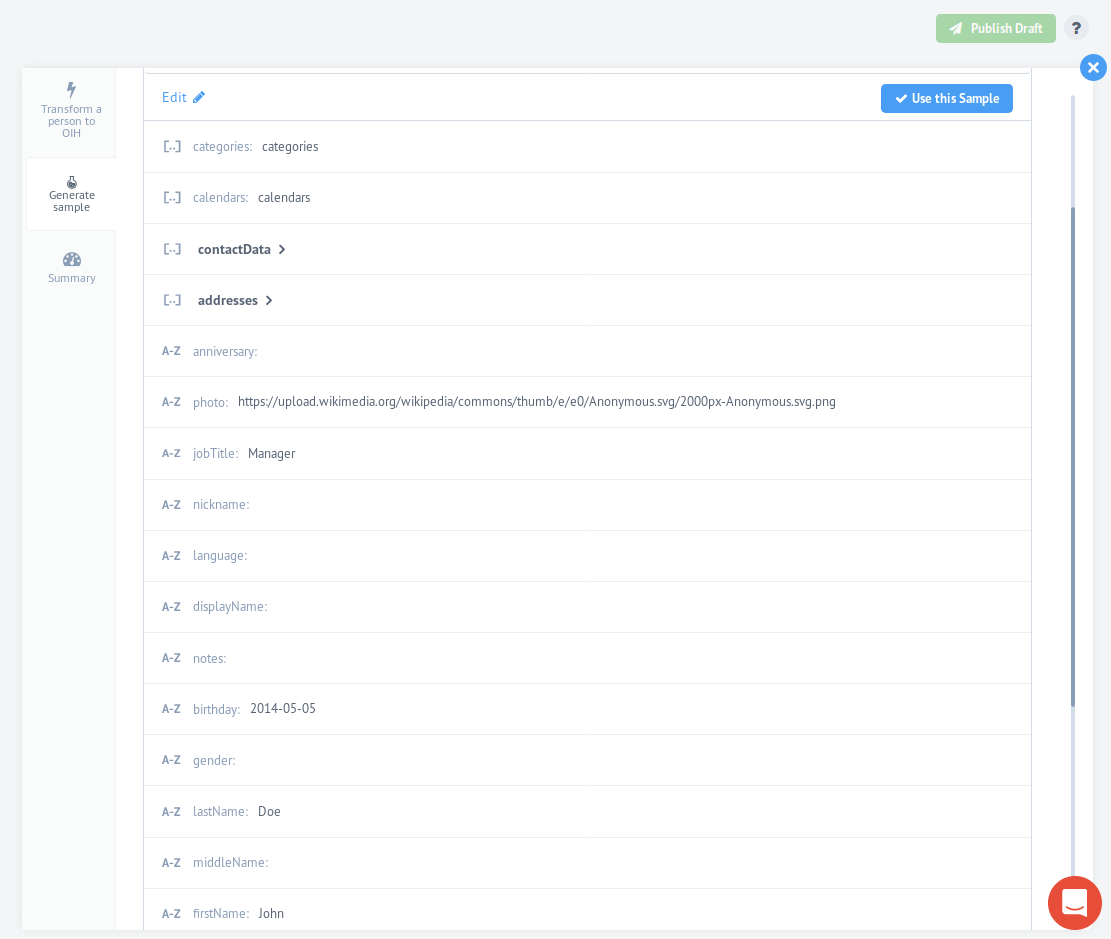 Publish Draft
?
Transform a
person to
OIH
Generate
sample
Summary
Edit
Use this Sample
[..] categories: categories
[..] calendars: calendars
[..] contactData
[..] addresses
A-Z anniversary:
A-Z photo: https://upload.wikimedia.org/wikipedia/commons/thumb/e/e0/Anonymous.svg/2000px-Anonymous.svg.png
A-Z jobTitle: Manager
A-Z nickname:
A-Z language:
A-Z displayName:
A-Z notes:
A-Z birthday: 2014-05-05
A-Z gender:
A-Z lastName: Doe
A-Z middleName:
A-Z firstName: John